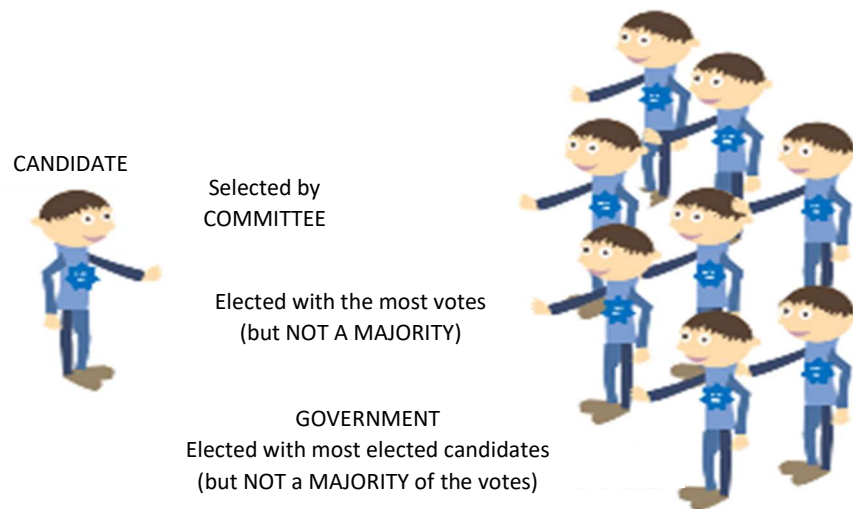 CANDIDATE
Selected by
COMMITTEE
Elected with the most votes
(but NOT A MAJORITY)
GOVERNMENT
Elected with most elected candidates
(but NOT a MAJORITY of the votes)